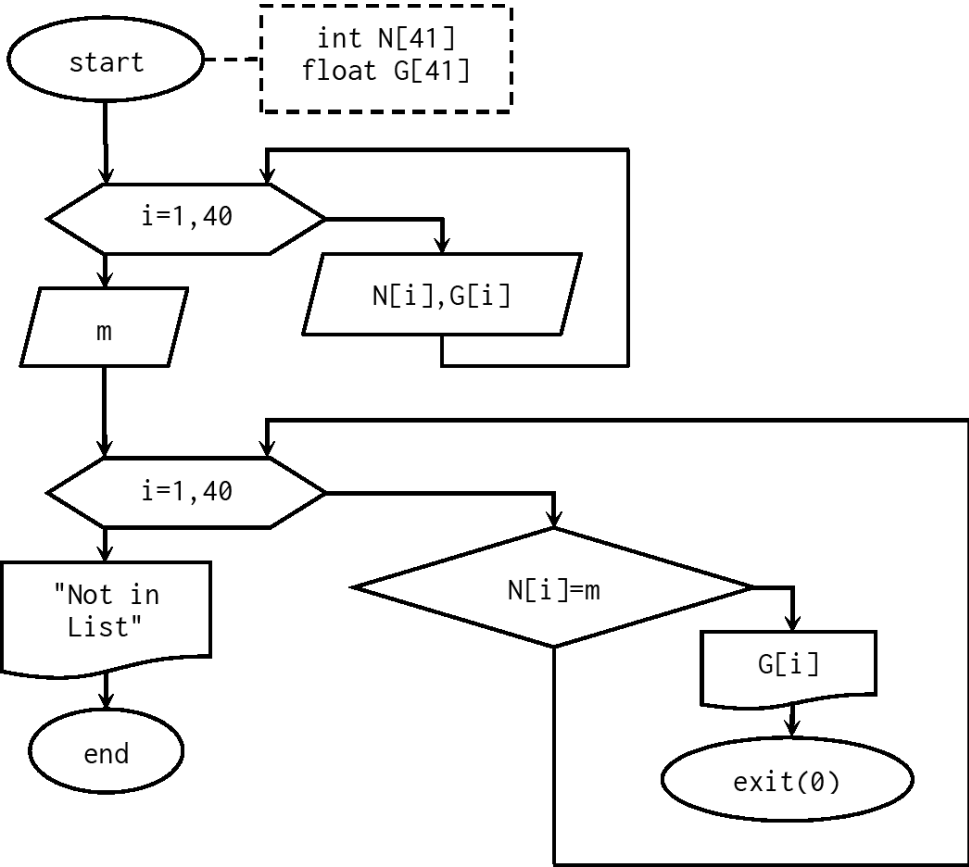 start
int N[41]
float G[41]
i=1,40
N[i],G[i]
m
i=1,40
N[i]=m
"Not in
List"
G[i]
end
exit(0)